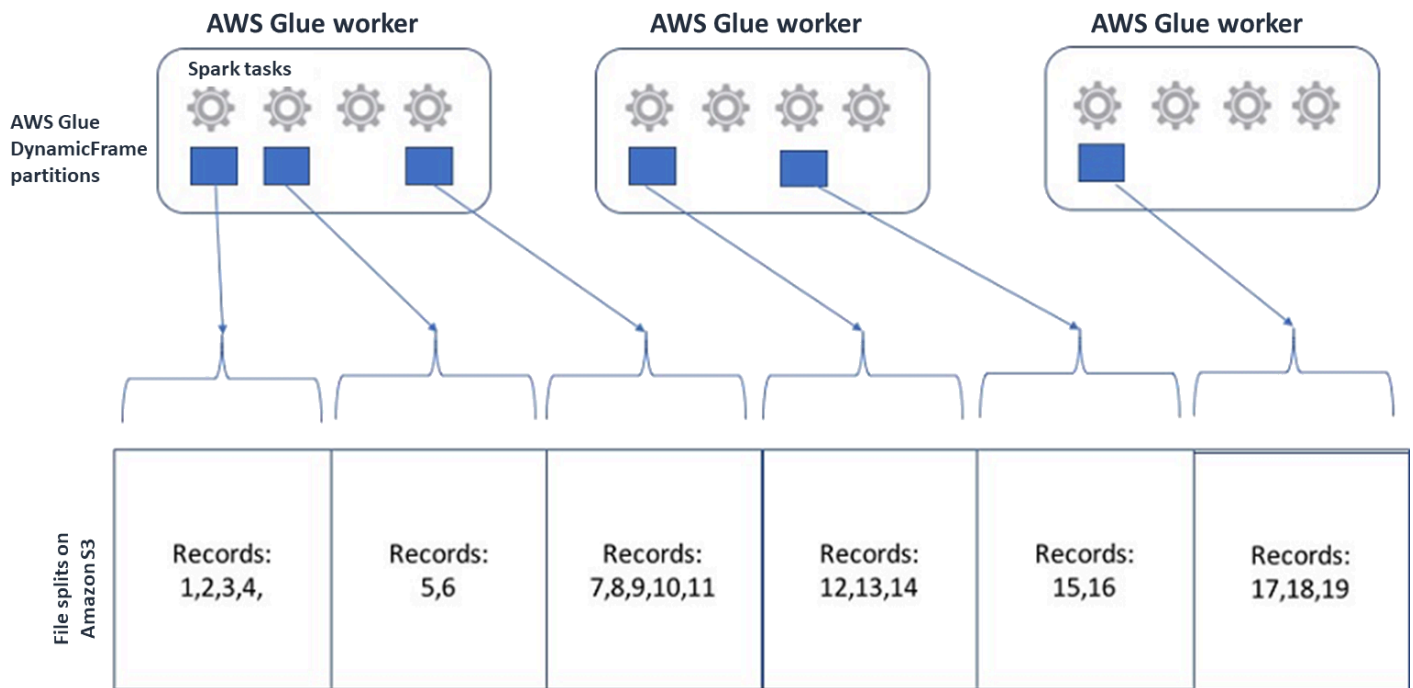 AWS Glue worker
AWS Glue worker
AWS Glue worker
Spark tasks
AWS Glue
DynamicFrame
partitions
File splits on
Amazon S3
Records:
1,2,3,4,
Records:
5,6
Records:
7,8,9,10,11
Records:
12,13,14
Records:
15,16
Records:
17,18,19